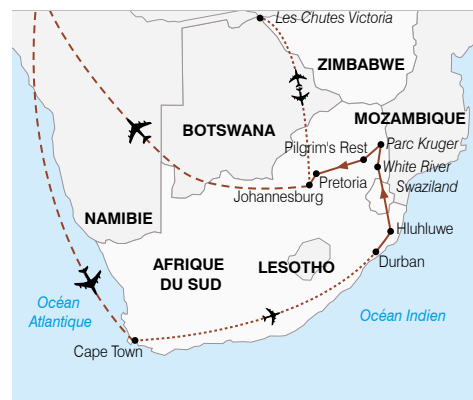 Les Chutes Victoria
ZIMBABWE
MOZAMBIQUE
BOTSWANA
Pilgrim's Rest
Parc Kruger
White River
Pretoria
Swaziland
Johannesburg
NAMIBIE
Hluhluwe
AFRIQUE
DU SUD
LESOTHO
Durban
Océan
Atlantique
Océan Indien
Cape Town